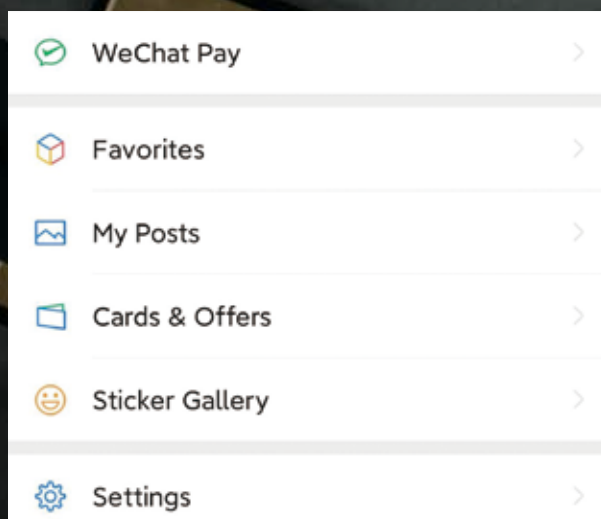 WeChat Pay
Favorites
My Posts
Cards & Offers
Sticker Gallery
Settings